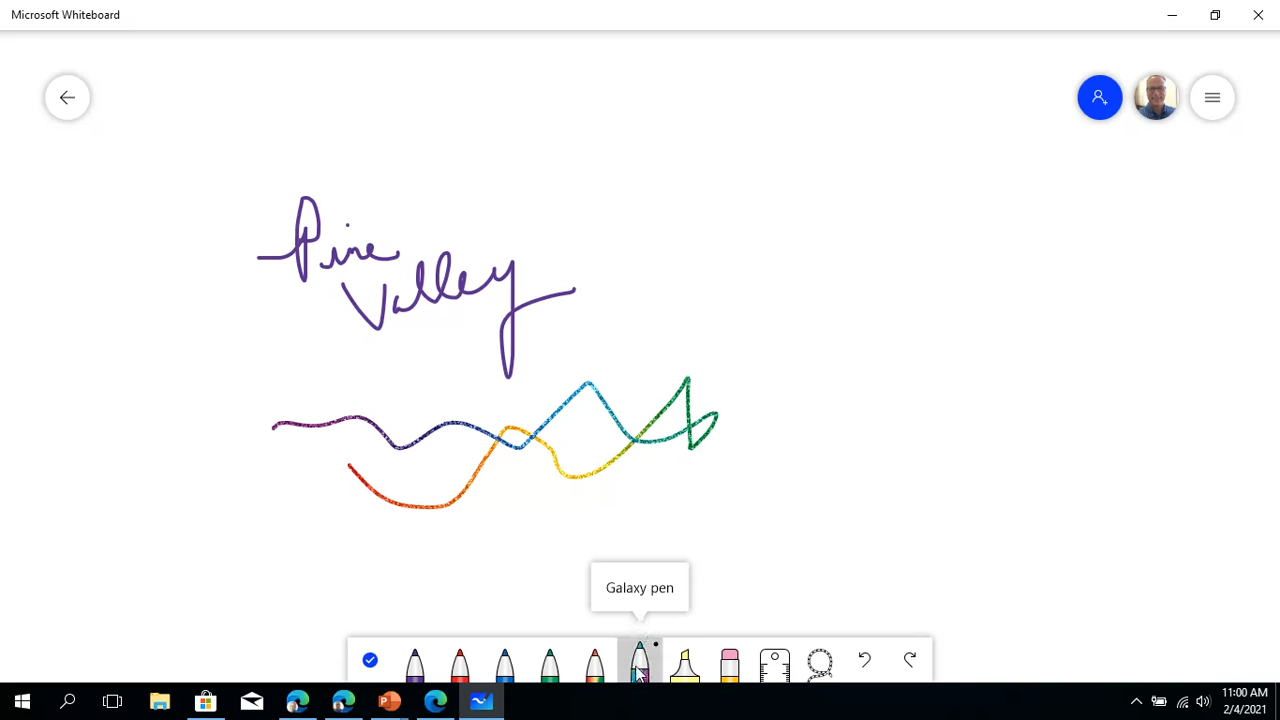 Microsoft Whiteboard
Pine
Valley
Galaxy pen
11:00 AM
2/4/2021